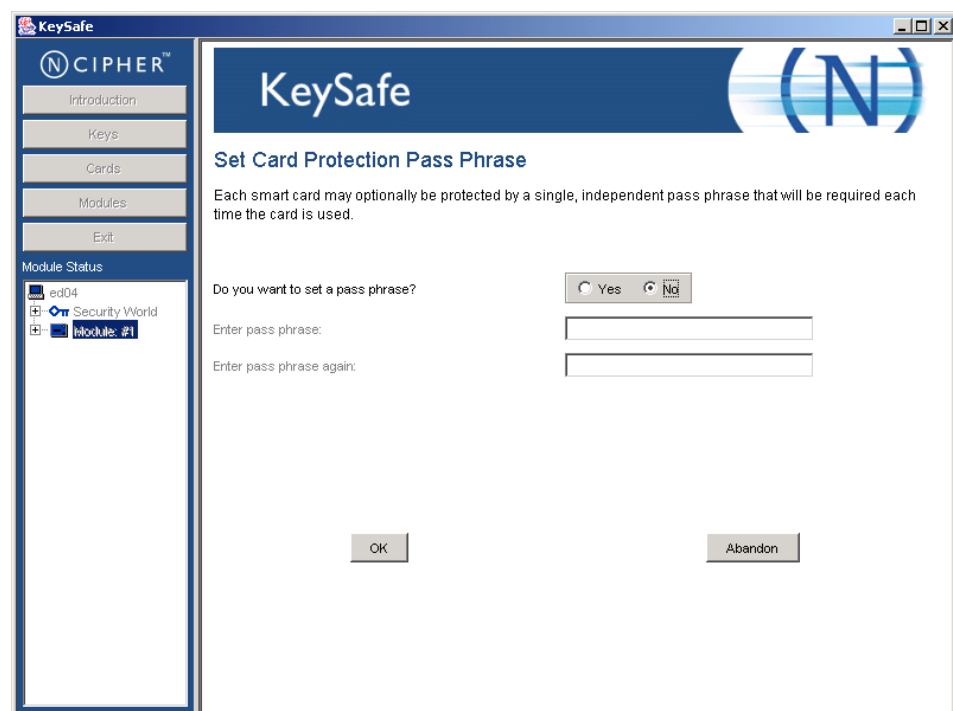 KeySafe
NCIPHER™
Introduction
Keys
Cards
Modules
Exit
Module Status
ed04
Security World
Module: #1
KeySafe
(N)
Set Card Protection Pass Phrase
Each smart card may optionally be protected by a single, independent pass phrase that will be required each
time the card is used.
Do you want to set a pass phrase?
Yes No
Enter pass phrase:
Enter pass phrase again:
OK Abandon